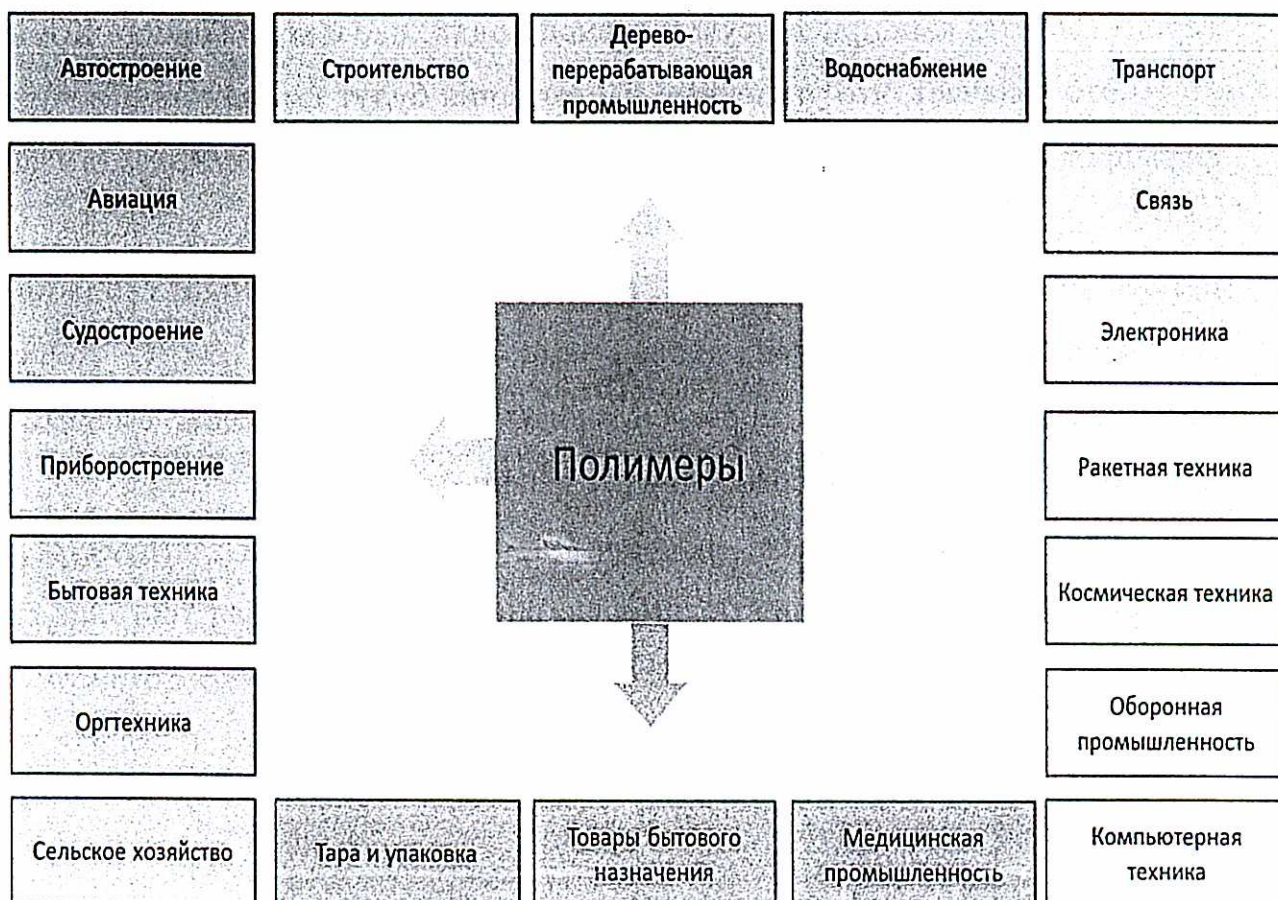 Автостроение
Строительство
Дерево-
перерабатывающая
промышленность
Водоснабжение
Транспорт
Авиация
Связь
Судостроение
Электроника
Приборостроение
Полимеры
Ракетная техника
Бытовая техника
Космическая техника
Оргтехника
Оборонная
промышленность
Сельское хозяйство
Тара и упаковка
Товары бытового
назначения
Медицинская
промышленность
Компьютерная
техника